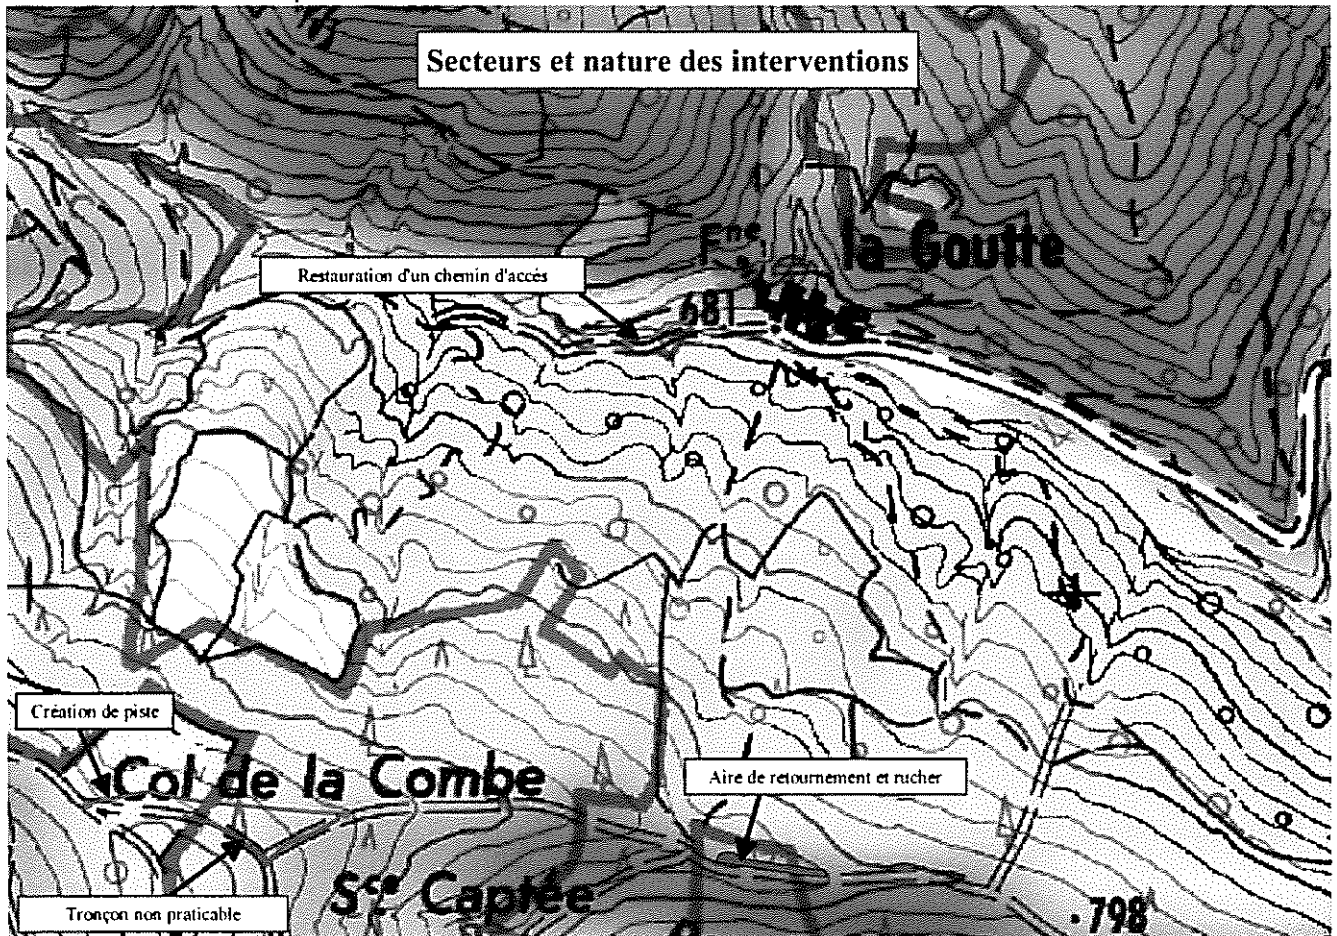 Secteurs et nature des interventions
Fne
la Goutte
Restauration d'un chemin d'accès
681
Création de piste
Col de la Combe
Aire de retournement et rucher
Sce Captée
Tronçon non praticable
798